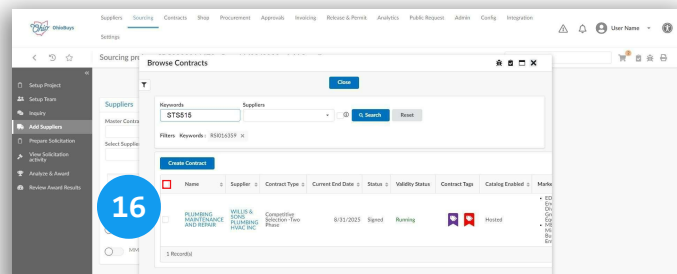 Suppliers Sourcing Contracts Shop Procurement Approvals Invoicing Release & Permit Analytics Public Request Admin Config Integration
OhioBuys
User Name
Settings
Sourcing
Browse Contracts
Close
Setup Project
Setup Team
Inquiry
Add Suppliers
Prepare Solicitation
View Solicitation activity
Analyze & Award
Review Award Results
Suppliers
Master Contra
Select Supplie
Keywords Suppliers
STS515
Search Reset
Filters Keywords : RSI016359
Create Contract
Name Supplier Contract Type Current End Date Status Validity Status Contract Tags Catalog Enabled Marke
16
PLUMBING MAINTENANCE AND REPAIR
WILLIS & SONS PLUMBING HVAC INC
Competitive Selection -Two Phase
8/31/2025 Signed Running Hosted
1 Record(s)